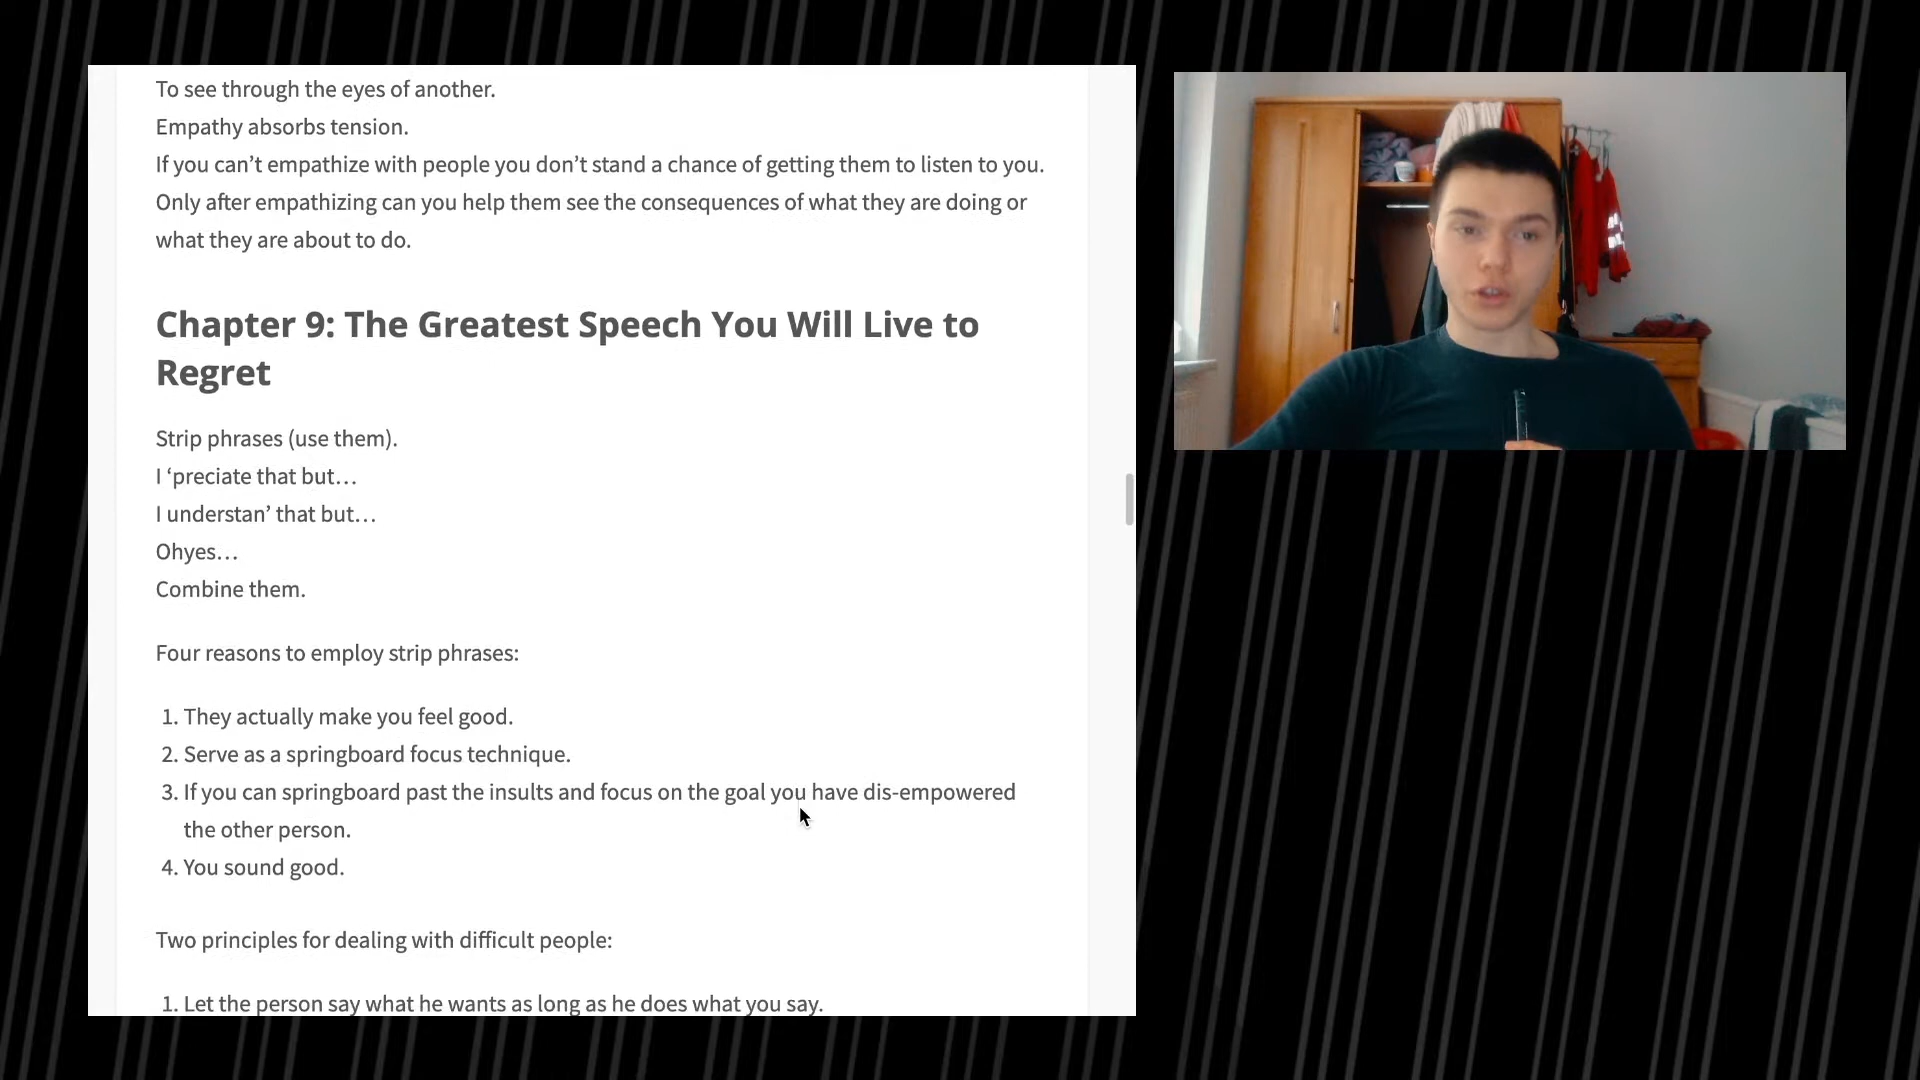 To see through the eyes of another.
Empathy absorbs tension.
If you can’t empathize with people you don’t stand a chance of getting them to listen to you.
Only after empathizing can you help them see the consequences of what they are doing or
what they are about to do.
Chapter 9: The Greatest Speech You Will Live to
Regret
Strip phrases (use them).
I ‘preciate that but…
I understan’ that but…
Ohyes…
Combine them.
Four reasons to employ strip phrases:
1. They actually make you feel good.
2. Serve as a springboard focus technique.
3. If you can springboard past the insults and focus on the goal you have dis-empowered
the other person.
4. You sound good.
Two principles for dealing with difficult people:
1. Let the person say what he wants as long as he does what you say.